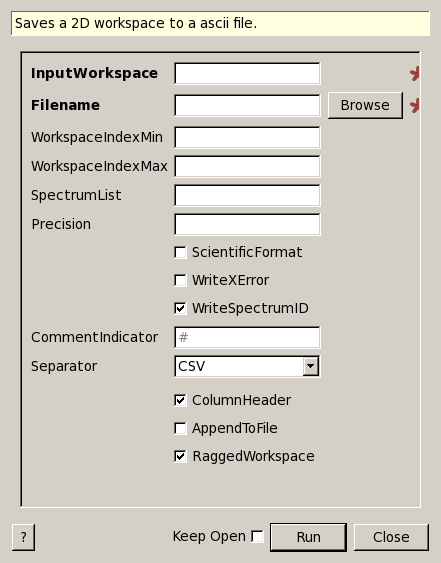 Saves a 2D workspace to a ascii file.
InputWorkspace *
Filename Browse *
WorkspaceIndexMin
WorkspaceIndexMax
SpectrumList
Precision
ScientificFormat
WriteXError
WriteSpectrumID
CommentIndicator #
Separator CSV
ColumnHeader
AppendToFile
RaggedWorkspace
? Keep Open Run Close